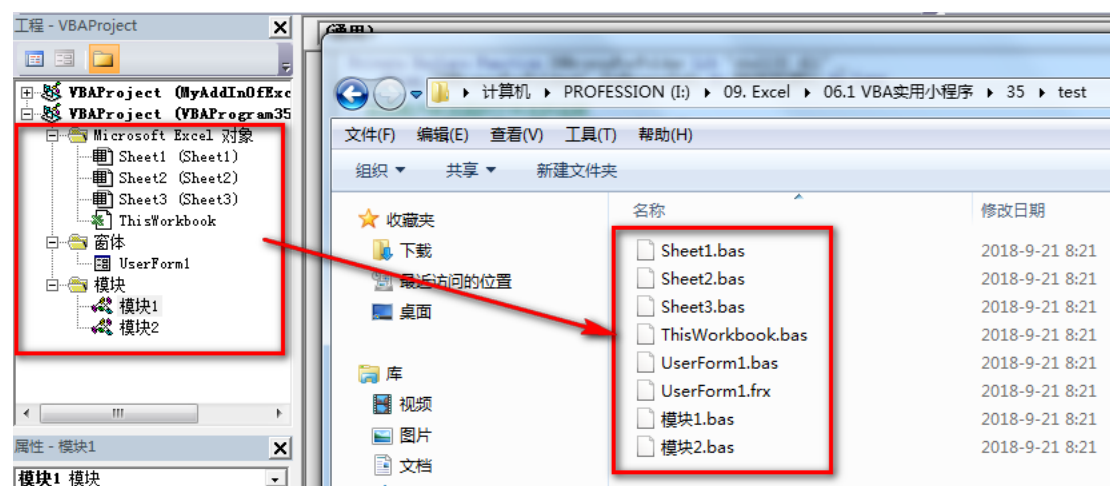 工程 - VBAProject
VBAProject (MyAddInOfExc
VBAProject (VBAProgram35
Microsoft Excel 对象
Sheet1 (Sheet1)
Sheet2 (Sheet2)
Sheet3 (Sheet3)
ThisWorkbook
窗体
UserForm1
模块
模块1
模块2
属性 - 模块1
模块1 模块
(通用)
计算机 PROFESSION (I:) 09. Excel 06.1 VBA实用小程序 35 test
文件(F) 编辑(E) 查看(V) 工具(T) 帮助(H)
组织 共享 新建文件夹
收藏夹
下载
最近访问的位置
桌面
库
视频
图片
文档
名称 修改日期
Sheet1.bas 2018-9-21 8:21
Sheet2.bas 2018-9-21 8:21
Sheet3.bas 2018-9-21 8:21
ThisWorkbook.bas 2018-9-21 8:21
UserForm1.bas 2018-9-21 8:21
UserForm1.frx 2018-9-21 8:21
模块1.bas 2018-9-21 8:21
模块2.bas 2018-9-21 8:21